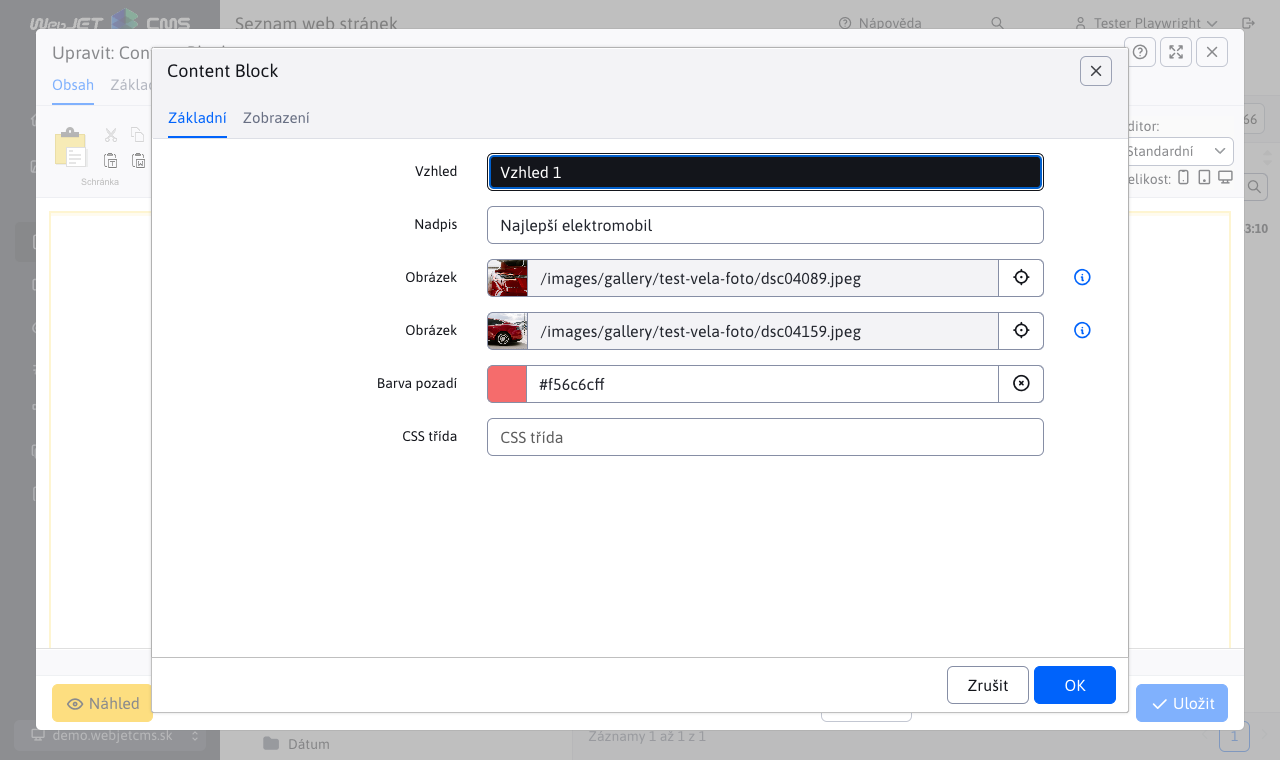 WebJET CMS
Seznam web stránek
Nápověda
Tester Playwright
Upravit: Con
Content Block
Obsah
Základ
Základní
Zobrazení
ditor:
Standardní
66
Schránka
elikost:
3:10
Vzhled
Vzhled 1
Nadpis
Najlepší elektromobil
Obrázek
/images/gallery/test-vela-foto/dsc04089.jpeg
Obrázek
/images/gallery/test-vela-foto/dsc04159.jpeg
Barva pozadí
#f56c6cff
CSS třída
CSS třída
Zrušit
OK
Náhled
Uložit
demo.webjetcms.sk
Dátum
Záznamy 1 až 1 z 1
1